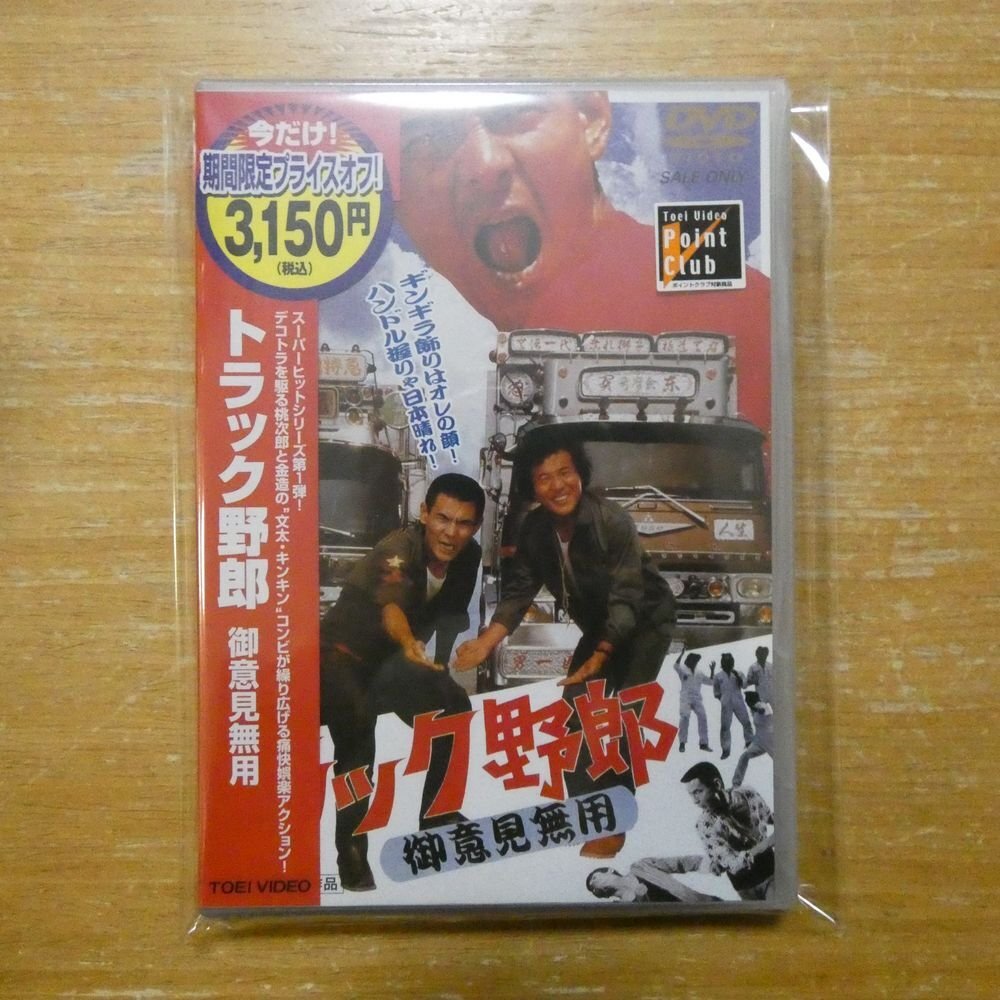 今だけ!
期間限定プライスオフ!
3,150円
(税込)
スーパーヒットシリーズ第1弾!
デコトラを駆る桃次郎と金造の"文太・キンキン"コンビが繰り広げる痛快娯楽アクション!
トラック野郎 御意見無用
TOEI VIDEO
DVD
SALE ONLY
Toei Video
Point
Club
ポイントクラブ対象商品
ギンギラ飾りはオレの顔!
ハンドル握りゃ日本晴れ!
人生
ック野郎
御意見無用
品